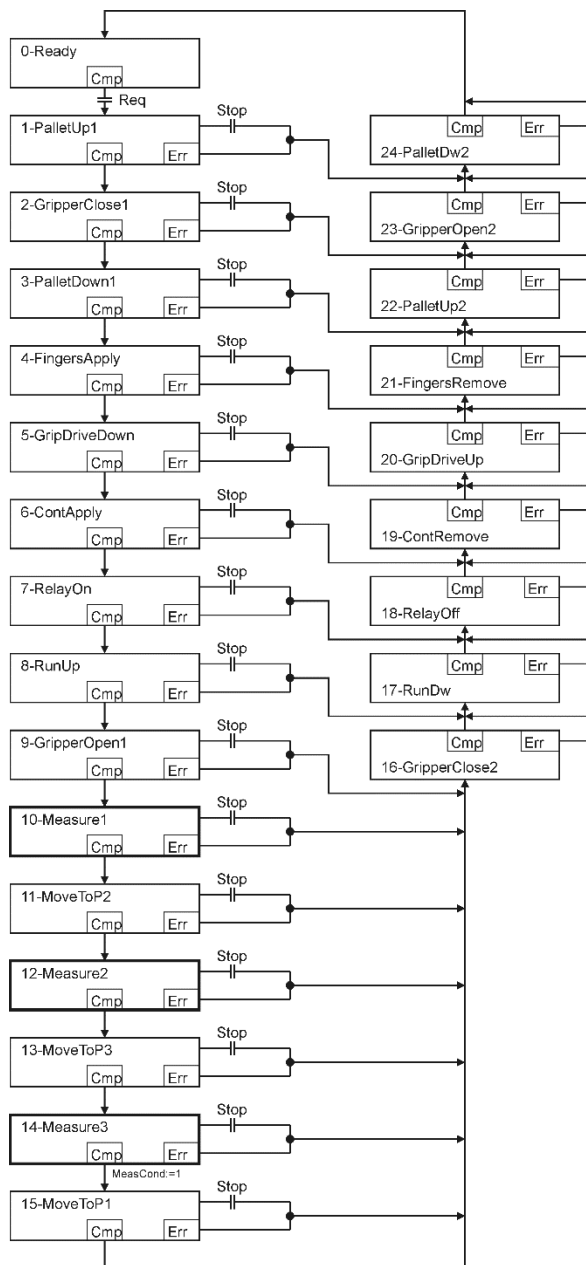 0-Ready
Cmp
Req
Stop
1-PalletUp1
Cmp Err
Cmp Err
24-PalletDw2
Stop
2-GripperClose1
Cmp Err
Cmp Err
23-GripperOpen2
Stop
3-PalletDown1
Cmp Err
Cmp Err
22-PalletUp2
Stop
4-FingersApply
Cmp Err
Cmp Err
21-FingersRemove
Stop
5-GripDriveDown
Cmp Err
Cmp Err
20-GripDriveUp
Stop
6-ContApply
Cmp Err
Cmp Err
19-ContRemove
Stop
7-RelayOn
Cmp Err
Cmp Err
18-RelayOff
Stop
8-RunUp
Cmp Err
Cmp Err
17-RunDw
Stop
9-GripperOpen1
Cmp Err
Cmp Err
16-GripperClose2
Stop
10-Measure1
Cmp Err
Stop
11-MoveToP2
Cmp Err
Stop
12-Measure2
Cmp Err
Stop
13-MoveToP3
Cmp Err
Stop
14-Measure3
Cmp Err
MeasCond:=1
Stop
15-MoveToP1
Cmp Err